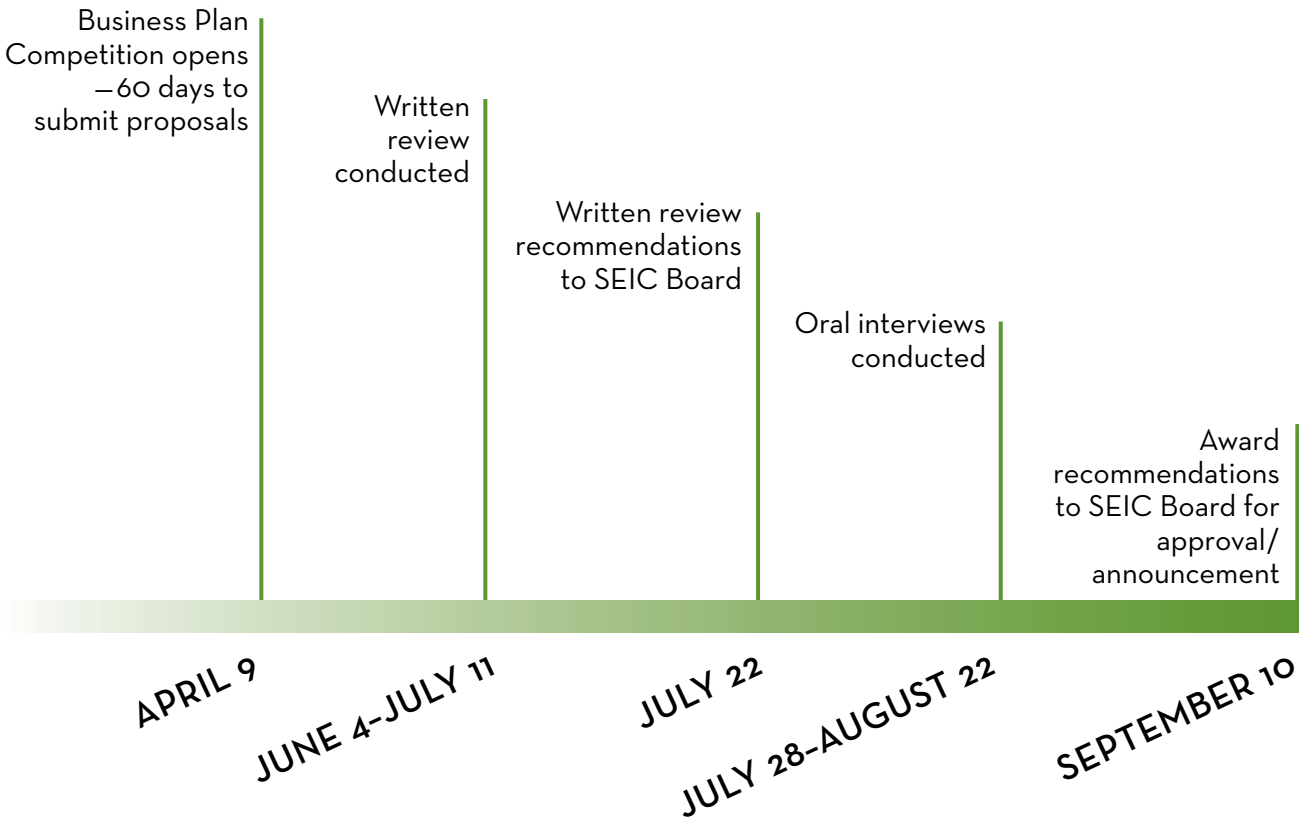 Business Plan
Competition opens
—60 days to
submit proposals
Written
review
conducted
Written review
recommendations
to SEIC Board
Oral interviews
conducted
Award
recommendations
to SEIC Board for
approval/
announcement
APRIL 9
JUNE 4–JULY 11
JULY 22
JULY 28–AUGUST 22
SEPTEMBER 10